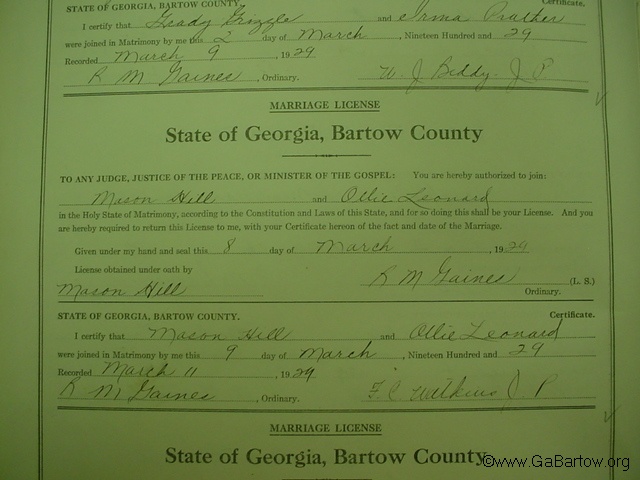 STATE OF GEORGIA, BARTOW COUNTY. Certificate.
I certify that Grady Grizzle and Irma Prather
were joined in Matrimony by me this 2 day of March, Nineteen Hundred and 29
Recorded March 9, 1929
R M Gaines, Ordinary. W. J. Biddy J P
MARRIAGE LICENSE
State of Georgia, Bartow County
TO ANY JUDGE, JUSTICE OF THE PEACE, OR MINISTER OF THE GOSPEL: You are hereby authorized to join:
Mason Hill and Ollie Leonard
in the Holy State of Matrimony, according to the Constitution and Laws of this State, and for so doing this shall be your License. And you
are hereby required to return this License to me, with your Certificate hereon of the fact and date of the Marriage.
Given under my hand and seal this 8 day of March, 1929
License obtained under oath by R M Gaines (L. S.)
Mason Hill Ordinary.
STATE OF GEORGIA, BARTOW COUNTY. Certificate.
I certify that Mason Hill and Ollie Leonard
were joined in Matrimony by me this 9 day of March, Nineteen Hundred and 29
Recorded March 11, 1929
R M Gaines, Ordinary. F C Watkins J. P
MARRIAGE LICENSE
State of Georgia, Bartow County
©www.GaBartow.org